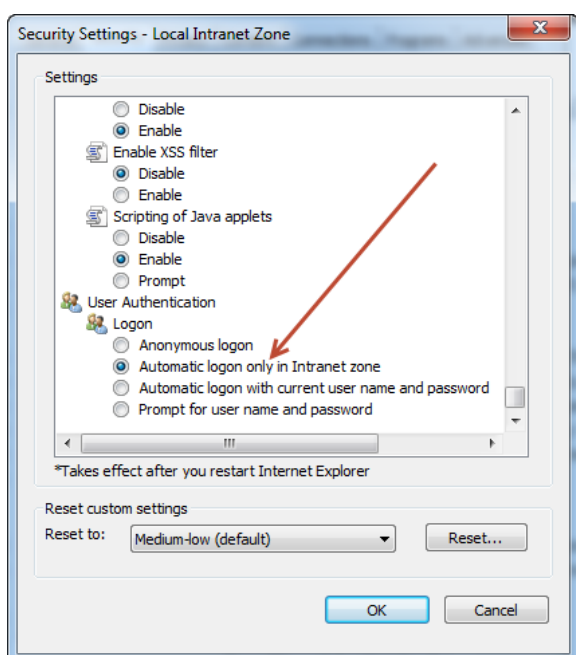 Security Settings - Local Intranet Zone
Settings
Disable
Enable
Enable XSS filter
Disable
Enable
Scripting of Java applets
Disable
Enable
Prompt
User Authentication
Logon
Anonymous logon
Automatic logon only in Intranet zone
Automatic logon with current user name and password
Prompt for user name and password
*Takes effect after you restart Internet Explorer
Reset custom settings
Reset to: Medium-low (default) Reset...
OK Cancel